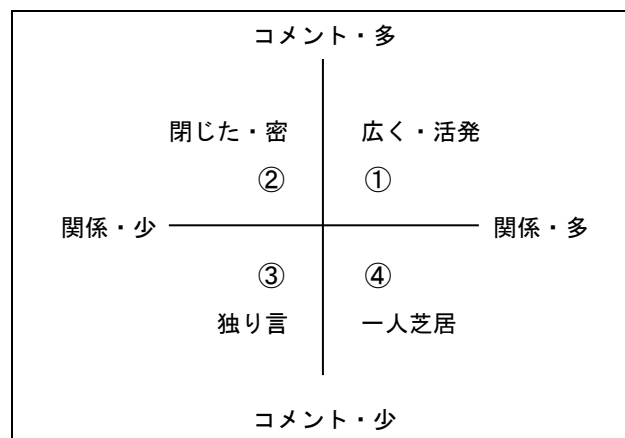 コメント・多
閉じた・密
広く・活発
②
①
関係・少
関係・多
③
④
独り言
一人芝居
コメント・少